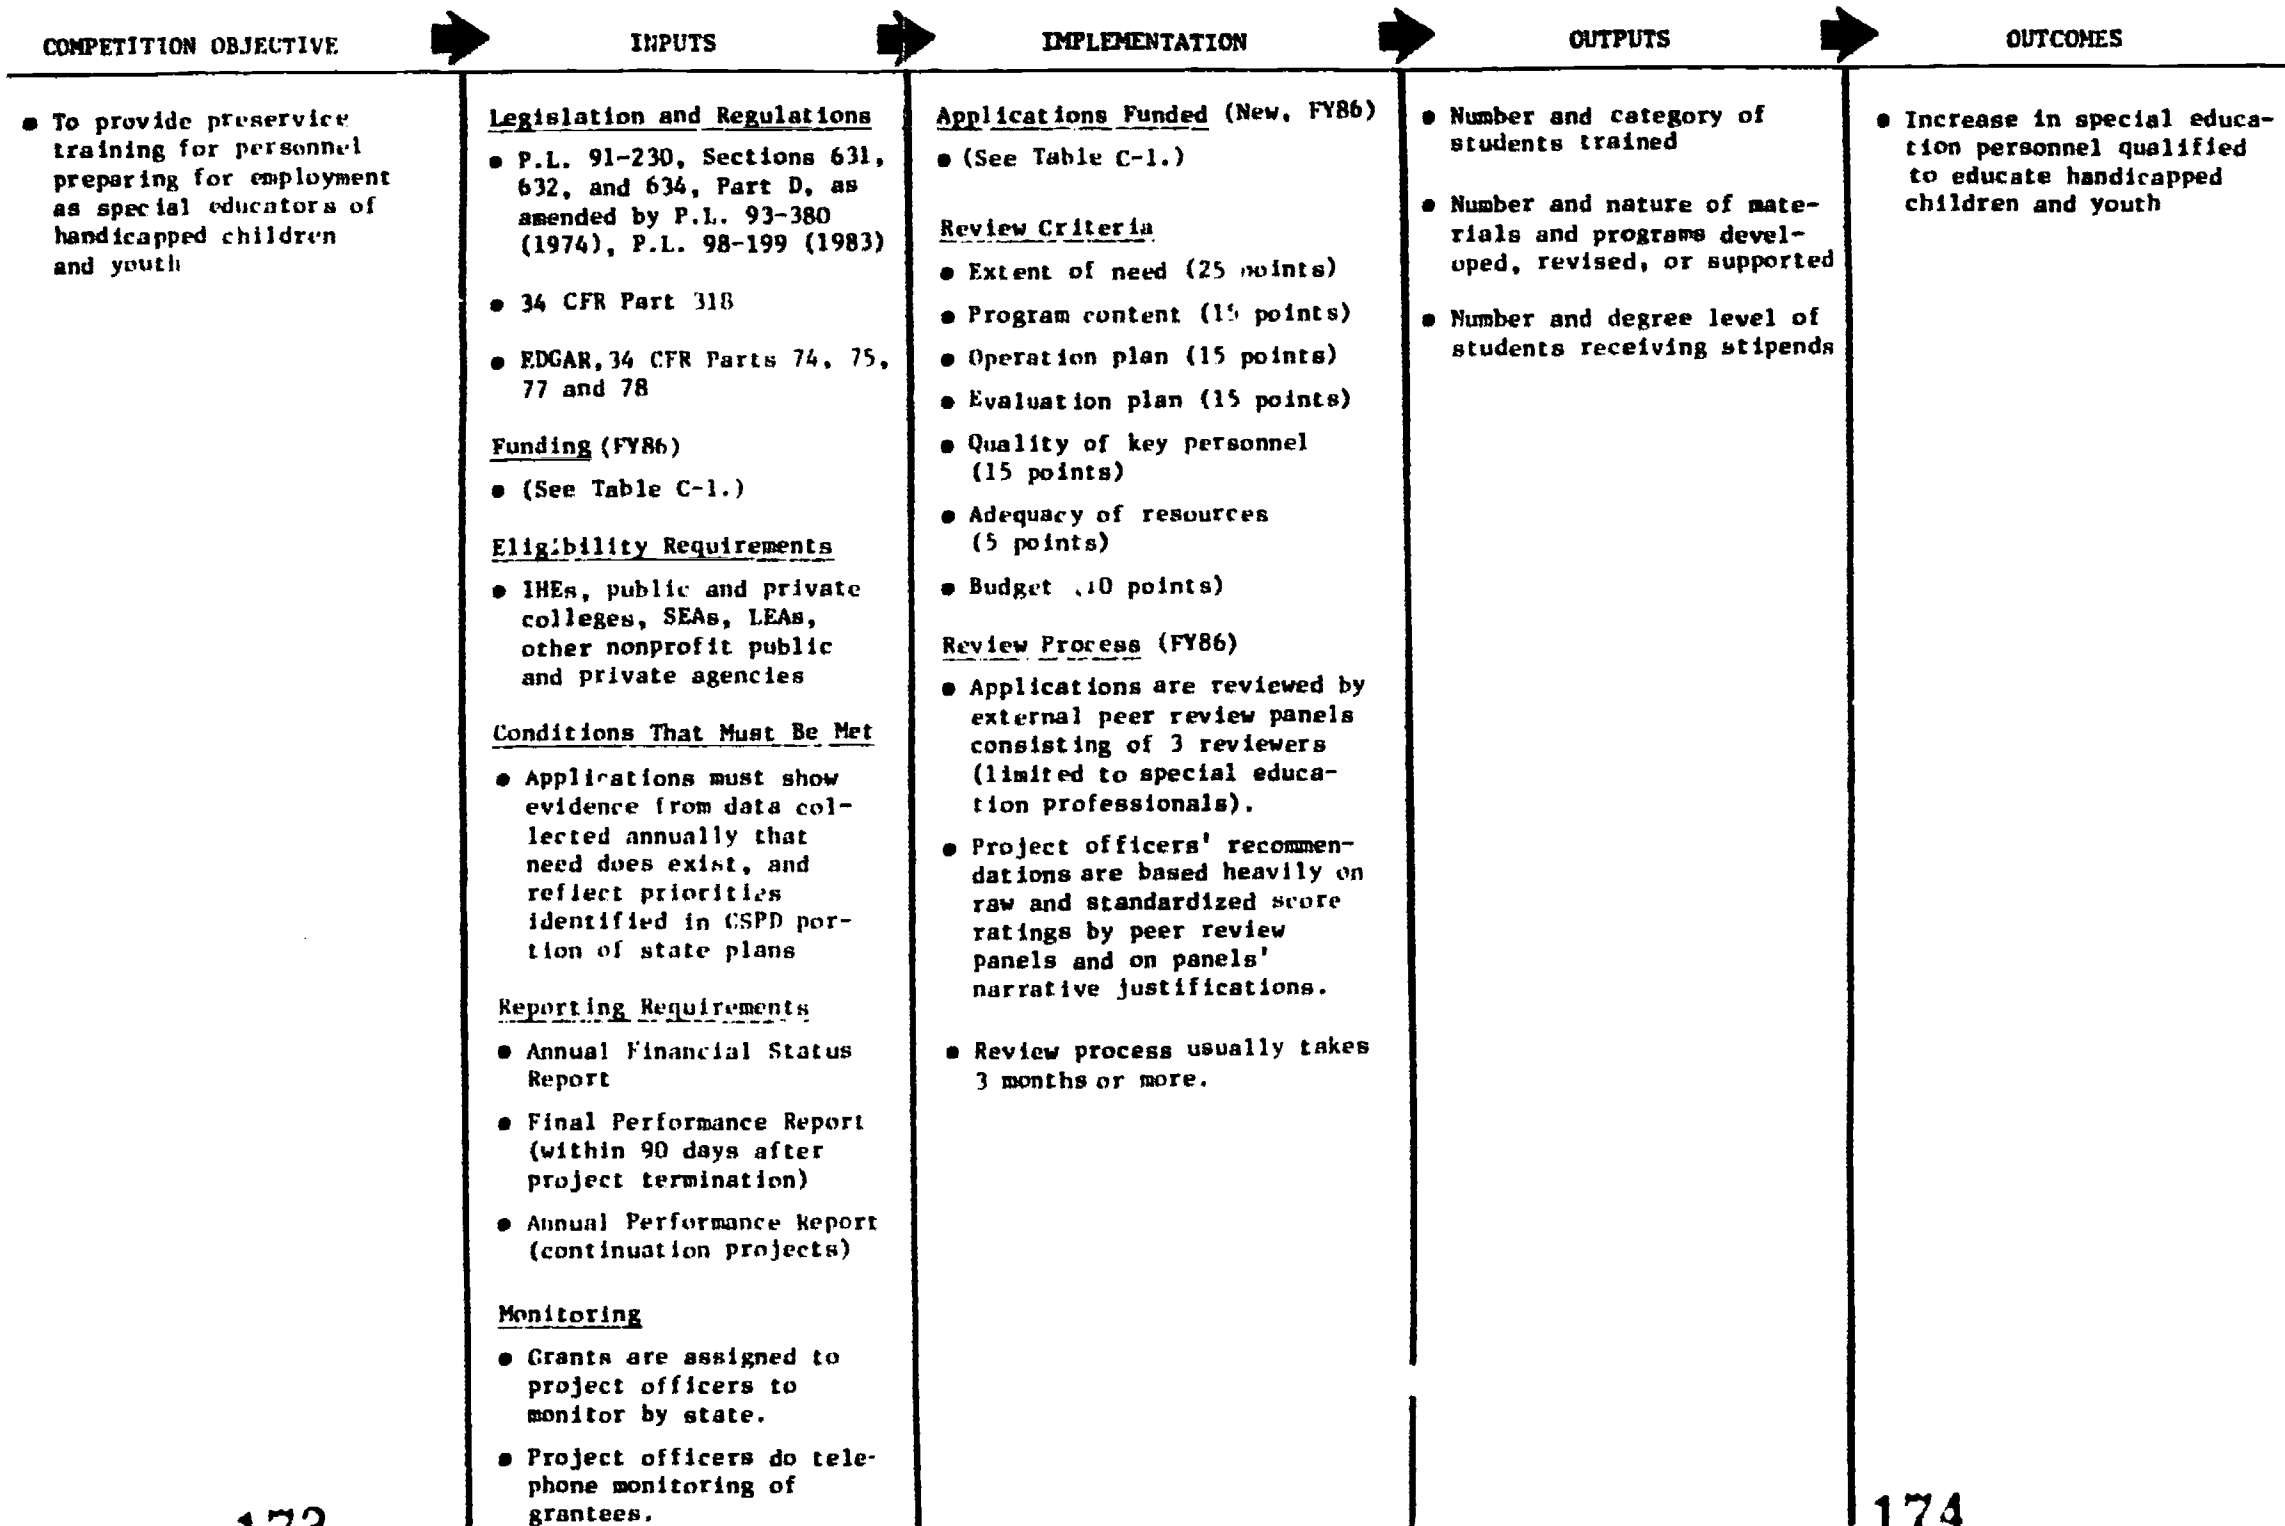 COMPETITION OBJECTIVE
INPUTS
IMPLEMENTATION
OUTPUTS
OUTCOMES
● To provide preservice
training for personnel
preparing for employment
as special educators of
handicapped children
and youth
Legislation and Regulations
● P.L. 91-230, Sections 631,
632, and 634, Part D, as
amended by P.L. 93-380
(1974), P.L. 98-199 (1983)
● 34 CFR Part 318
● EDGAR, 34 CFR Parts 74, 75,
77 and 78
Funding (FY86)
● (See Table C-1.)
Eligibility Requirements
● IHEs, public and private
colleges, SEAs, LEAs,
other nonprofit public
and private agencies
Conditions That Must Be Met
● Applications must show
evidence from data col-
lected annually that
need does exist, and
reflect priorities
identified in CSPD por-
tion of state plans
Reporting Requirements
● Annual Financial Status
Report
● Final Performance Report
(within 90 days after
project termination)
● Annual Performance Report
(continuation projects)
Monitoring
● Grants are assigned to
project officers to
monitor by state.
● Project officers do tele-
phone monitoring of
grantees.
Applications Funded (New, FY86)
● (See Table C-1.)
Review Criteria
● Extent of need (25 points)
● Program content (15 points)
● Operation plan (15 points)
● Evaluation plan (15 points)
● Quality of key personnel
(15 points)
● Adequacy of resources
(5 points)
● Budget (10 points)
Review Process (FY86)
● Applications are reviewed by
external peer review panels
consisting of 3 reviewers
(limited to special educa-
tion professionals).
● Project officers' recommen-
dations are based heavily on
raw and standardized score
ratings by peer review
panels and on panels'
narrative justifications.
● Review process usually takes
3 months or more.
● Number and category of
students trained
● Number and nature of mate-
rials and programs devel-
oped, revised, or supported
● Number and degree level of
students receiving stipends
● Increase in special educa-
tion personnel qualified
to educate handicapped
children and youth
173
174